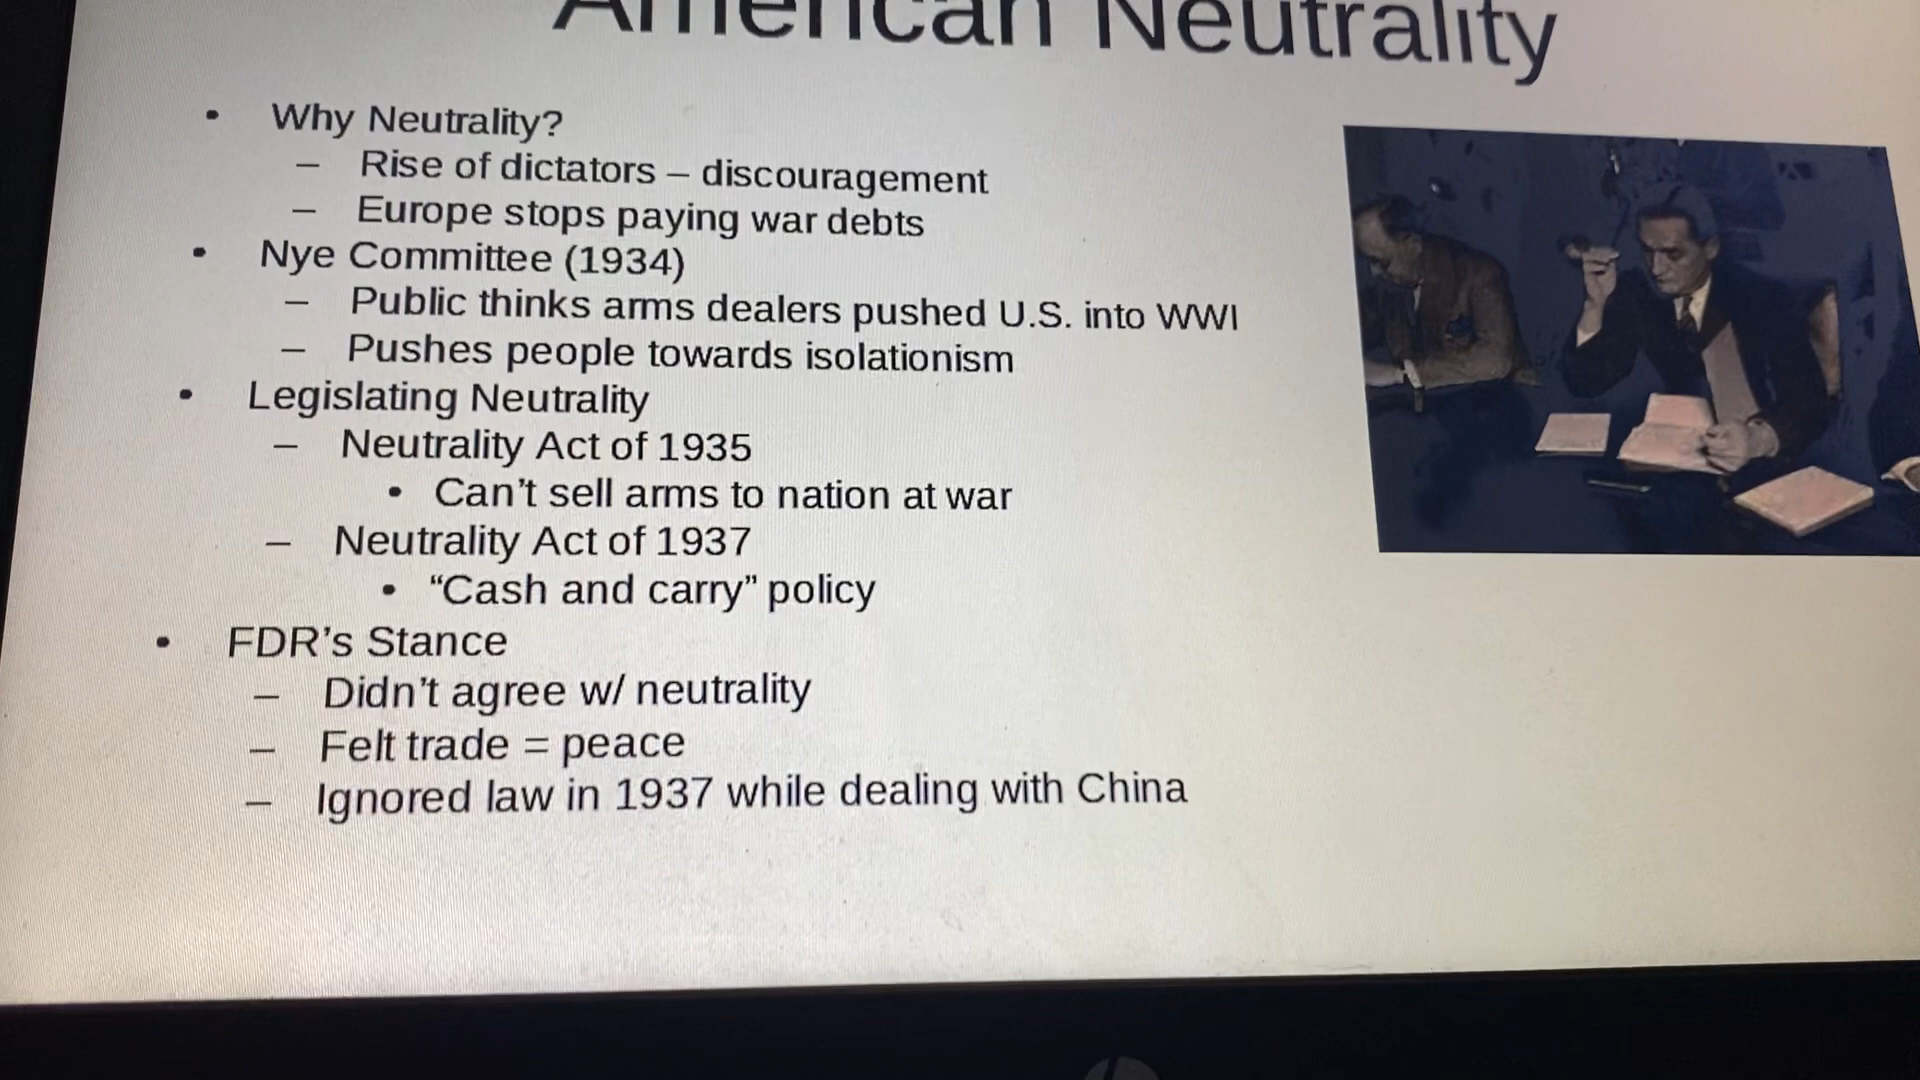 American Neutrality
• Why Neutrality?
– Rise of dictators – discouragement
– Europe stops paying war debts
• Nye Committee (1934)
– Public thinks arms dealers pushed U.S. into WWI
– Pushes people towards isolationism
• Legislating Neutrality
– Neutrality Act of 1935
• Can’t sell arms to nation at war
– Neutrality Act of 1937
• “Cash and carry” policy
• FDR’s Stance
– Didn’t agree w/ neutrality
– Felt trade = peace
– Ignored law in 1937 while dealing with China